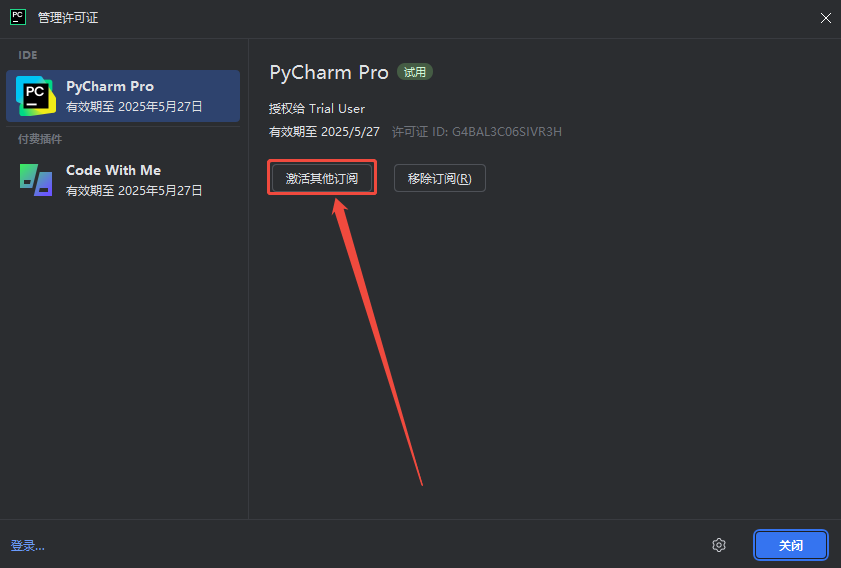 PC
管理许可证
IDE
PC
PyCharm Pro
有效期至 2025年5月27日
付费插件
Code With Me
有效期至 2025年5月27日
PyCharm Pro 试用
授权给 Trial User
有效期至 2025/5/27 许可证 ID: G4BAL3C06SIVR3H
激活其他订阅 移除订阅(R)
登录...
关闭